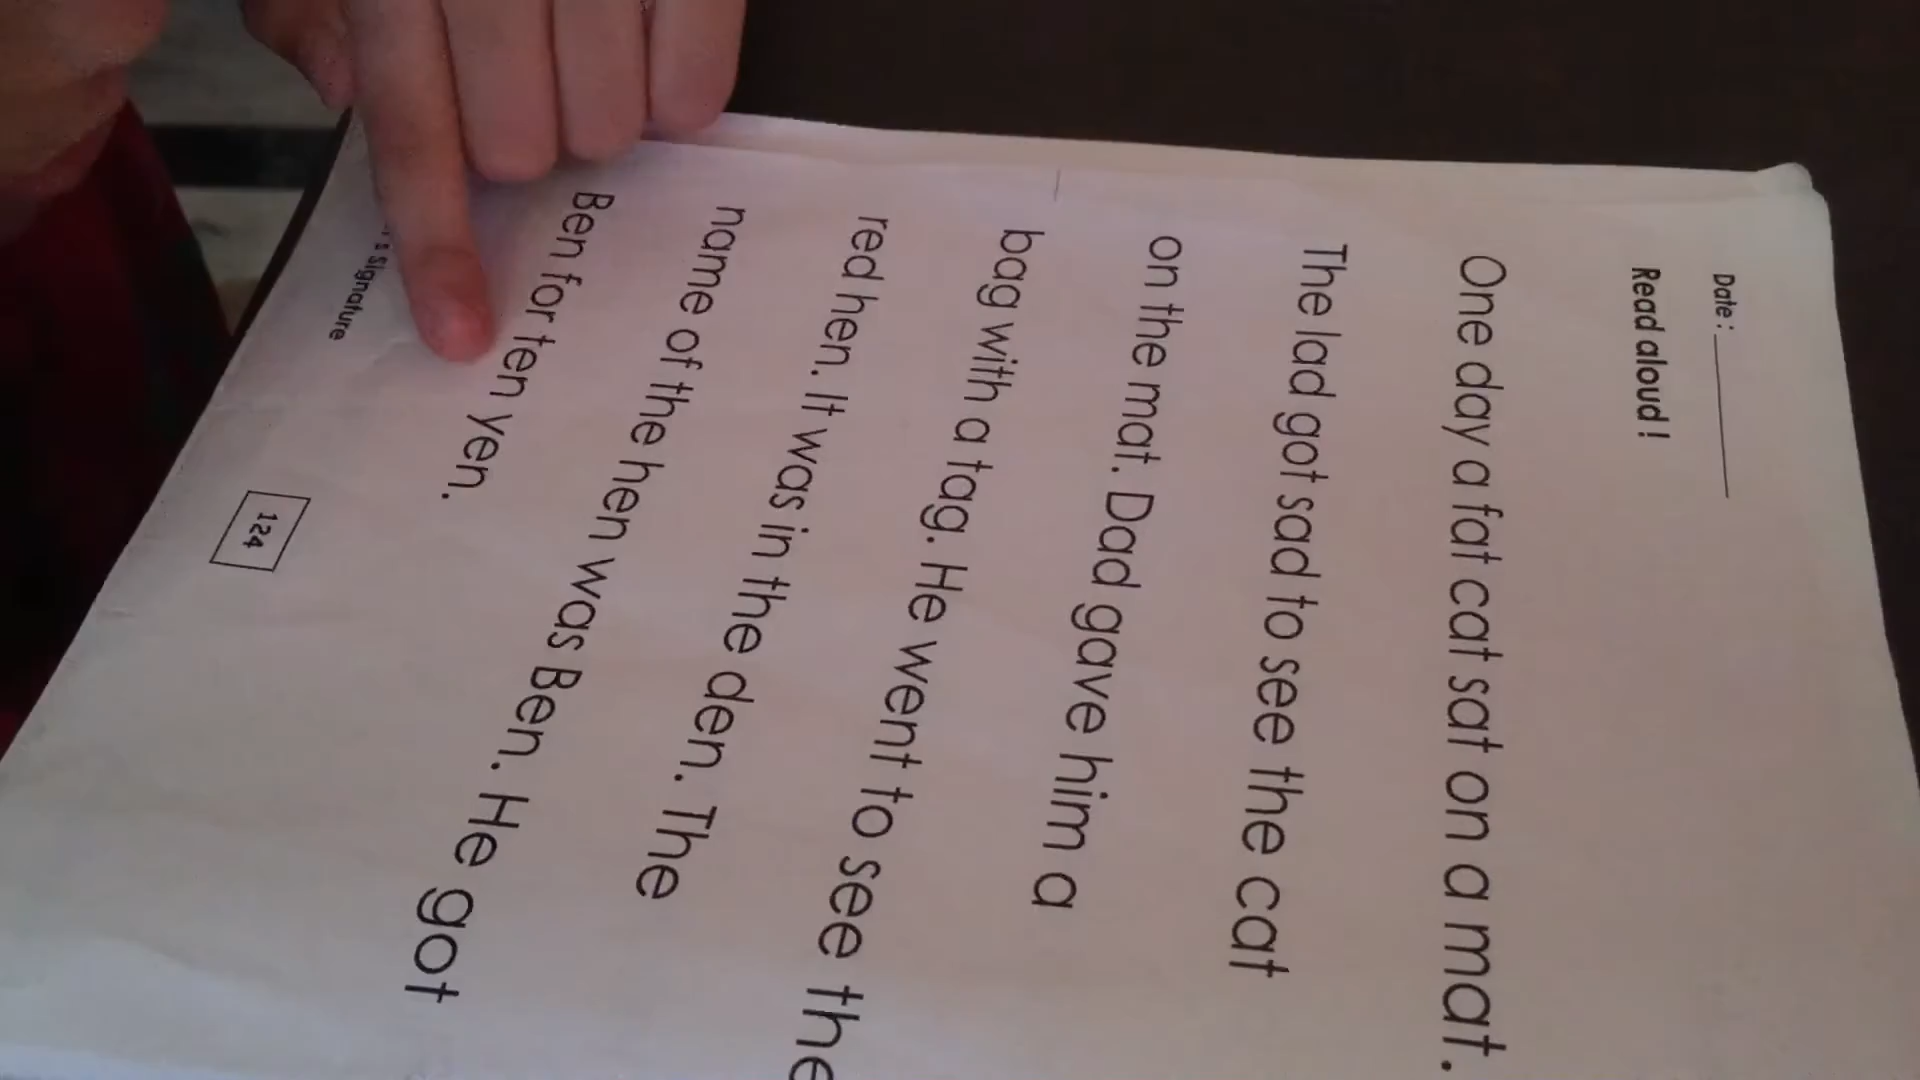 Date:
Read aloud!
One day a fat cat sat on a mat.
The lad got sad to see the cat
on the mat. Dad gave him a
bag with a tag. He went to see the
red hen. It was in the den. The
name of the hen was Ben. He got
Ben for ten yen.
's signature
124